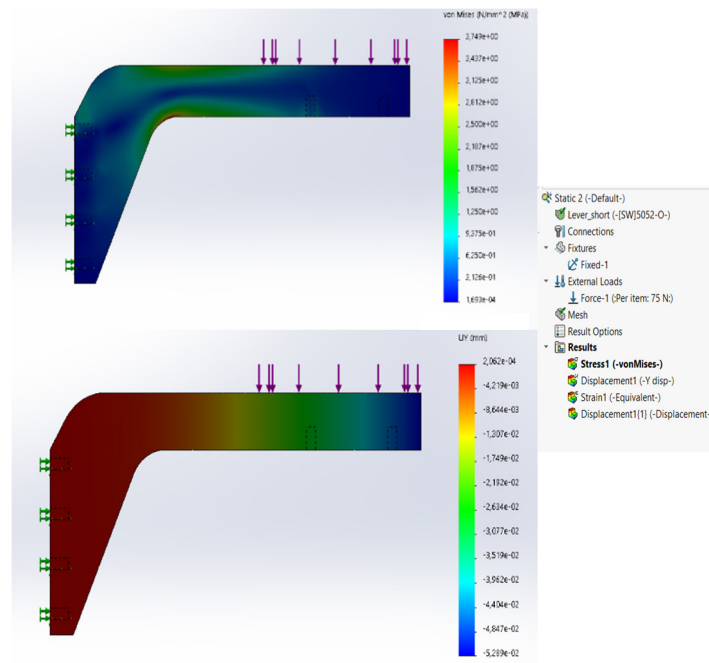 von Mises (N/mm^2 (MPa))
2,749e+00
3,437e+00
3,125e+00
2,812e+00
2,500e+00
2,187e+00
1,875e+00
1,562e+00
1,250e+00
9,375e-01
6,250e-01
3,126e-01
1,693e-04
Static 2 (-Default-)
Lever_short (-[SW]5052-O-)
Connections
Fixtures
Fixed-1
External Loads
Force-1 (:Per item: 75 N:)
Mesh
Result Options
Results
Stress1 (-vonMises-)
Displacement1 (-Y disp-)
Strain1 (-Equivalent-)
Displacement1{1} (-Displacement-
UY (mm)
2,062e-04
-4,219e-03
-8,644e-03
-1,307e-02
-1,749e-02
-2,192e-02
-2,634e-02
-3,077e-02
-3,519e-02
-3,962e-02
-4,404e-02
-4,847e-02
-5,289e-02